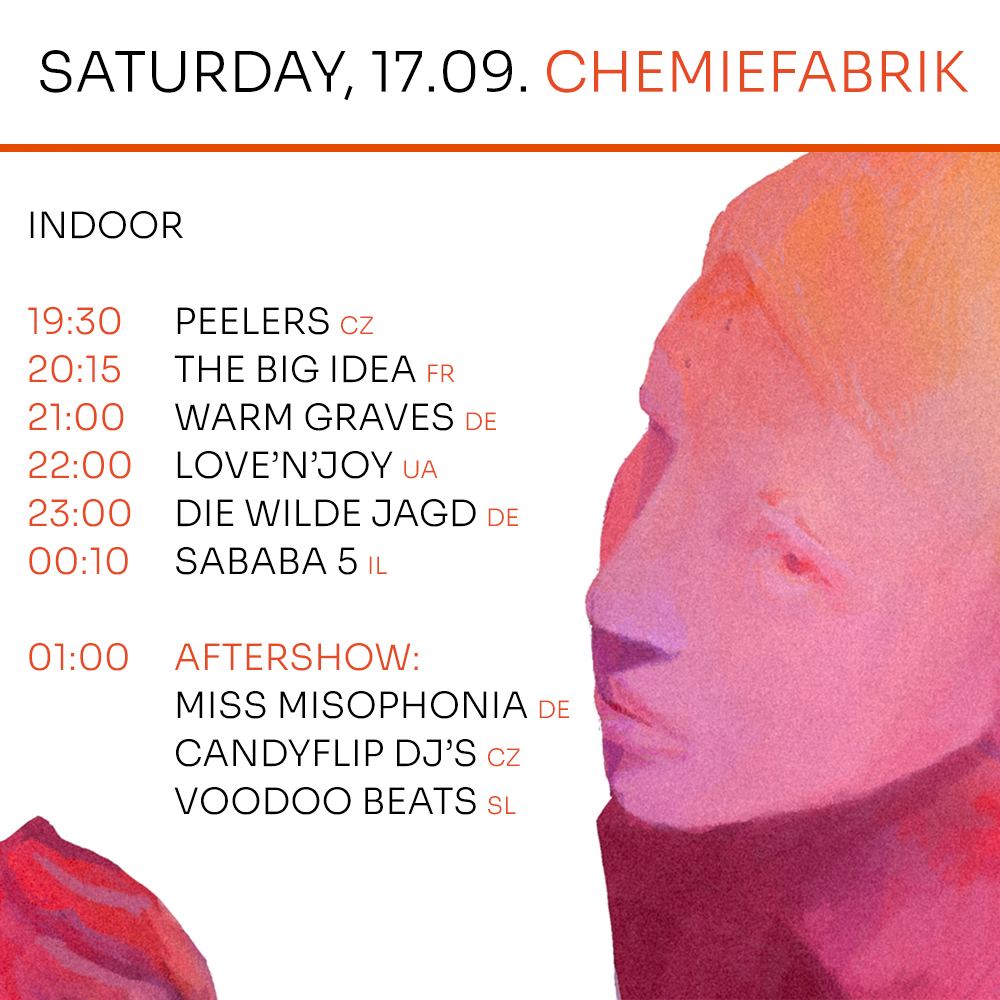 SATURDAY, 17.09. CHEMIEFABRIK
INDOOR
19:30 PEELERS CZ
20:15 THE BIG IDEA FR
21:00 WARM GRAVES DE
22:00 LOVE’N’JOY UA
23:00 DIE WILDE JAGD DE
00:10 SABABA 5 IL
01:00 AFTERSHOW:
MISS MISOPHONIA DE
CANDYFLIP DJ’S CZ
VOODOO BEATS SL